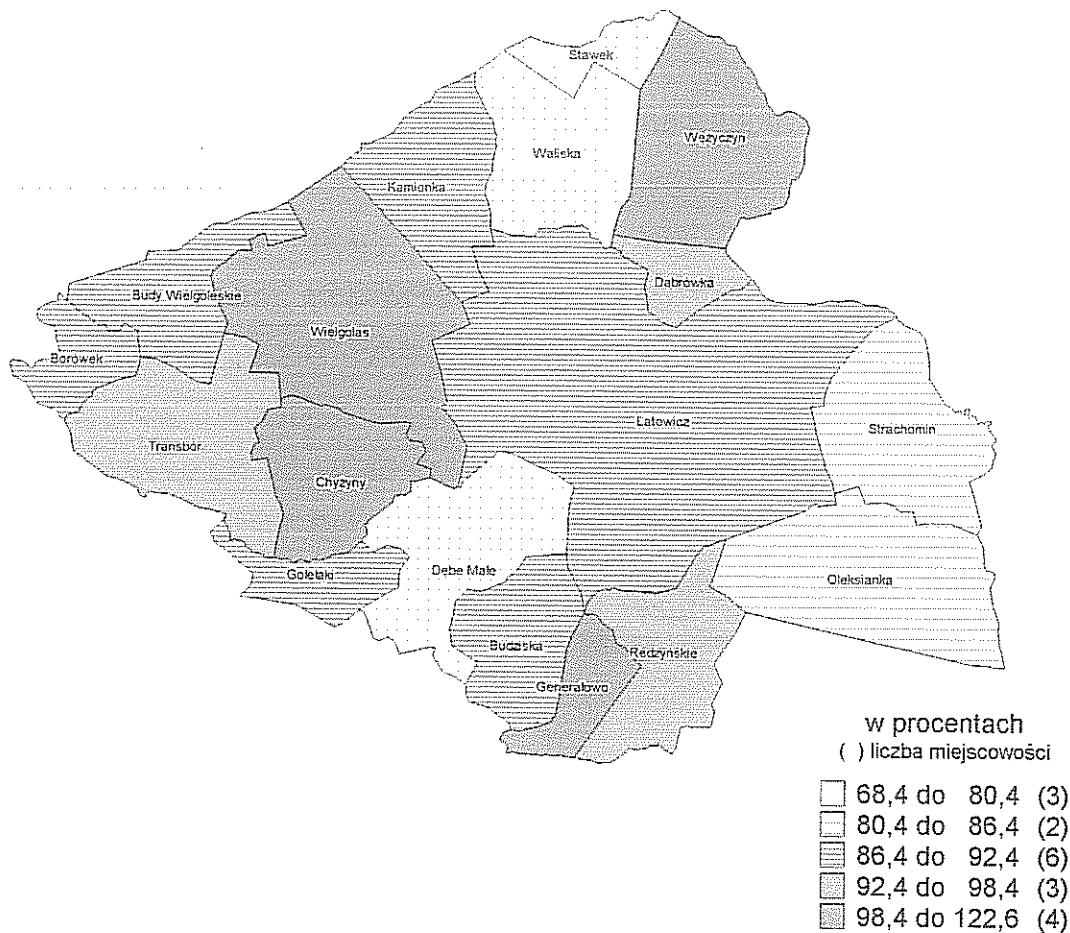 Stawek
Wężyczyn
Waliska
Kamionka
Dąbrówka
Budy Wielgoleskie
Wielgolas
Borówek
Latowicz
Strachomin
Transbór
Chyżyny
Dębe Małe
Golełaki
Oleksianka
Buczaska
Redzyńskie
Generałowo
w procentach
( ) liczba miejscowości
68,4 do 80,4 (3)
80,4 do 86,4 (2)
86,4 do 92,4 (6)
92,4 do 98,4 (3)
98,4 do 122,6 (4)